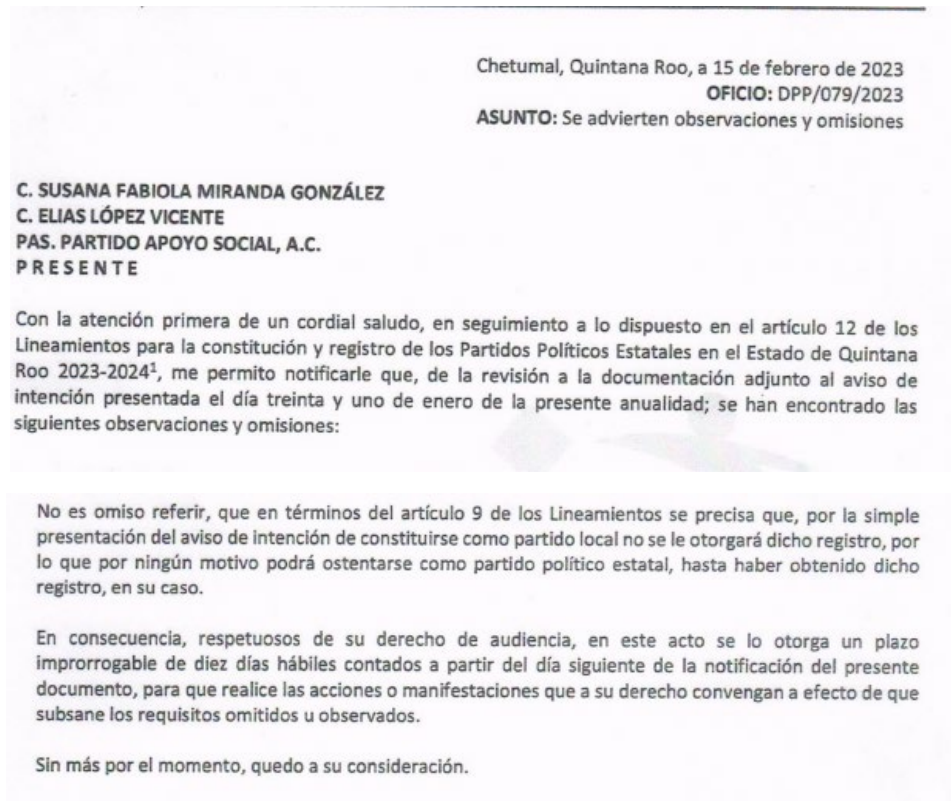 Chetumal, Quintana Roo, a 15 de febrero de 2023
OFICIO: DPP/079/2023
ASUNTO: Se advierten observaciones y omisiones
C. SUSANA FABIOLA MIRANDA GONZÁLEZ
C. ELIAS LÓPEZ VICENTE
PAS. PARTIDO APOYO SOCIAL, A.C.
P R E S E N T E
Con la atención primera de un cordial saludo, en seguimiento a lo dispuesto en el artículo 12 de los
Lineamientos para la constitución y registro de los Partidos Políticos Estatales en el Estado de Quintana
Roo 2023-2024¹, me permito notificarle que, de la revisión a la documentación adjunto al aviso de
intención presentada el día treinta y uno de enero de la presente anualidad; se han encontrado las
siguientes observaciones y omisiones:
No es omiso referir, que en términos del artículo 9 de los Lineamientos se precisa que, por la simple
presentación del aviso de intención de constituirse como partido local no se le otorgará dicho registro, por
lo que por ningún motivo podrá ostentarse como partido político estatal, hasta haber obtenido dicho
registro, en su caso.
En consecuencia, respetuosos de su derecho de audiencia, en este acto se lo otorga un plazo
improrrogable de diez días hábiles contados a partir del día siguiente de la notificación del presente
documento, para que realice las acciones o manifestaciones que a su derecho convengan a efecto de que
subsane los requisitos omitidos u observados.
Sin más por el momento, quedo a su consideración.